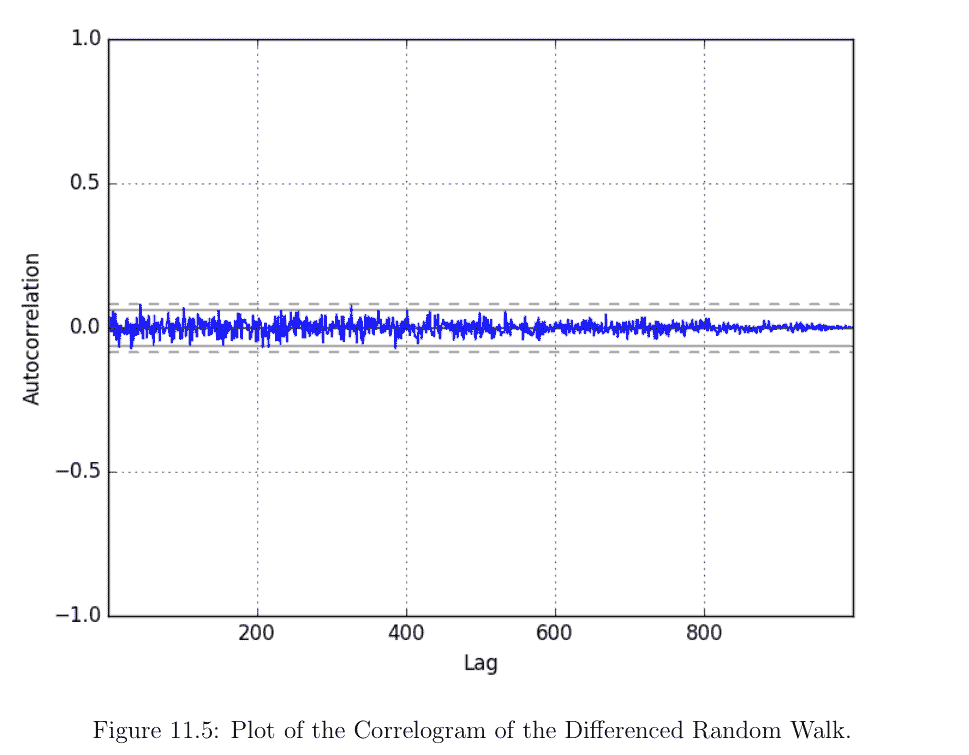 1.0
0.5
0.0
−0.5
−1.0
Autocorrelation
200 400 600 800
Lag
Figure 11.5: Plot of the Correlogram of the Differenced Random Walk.